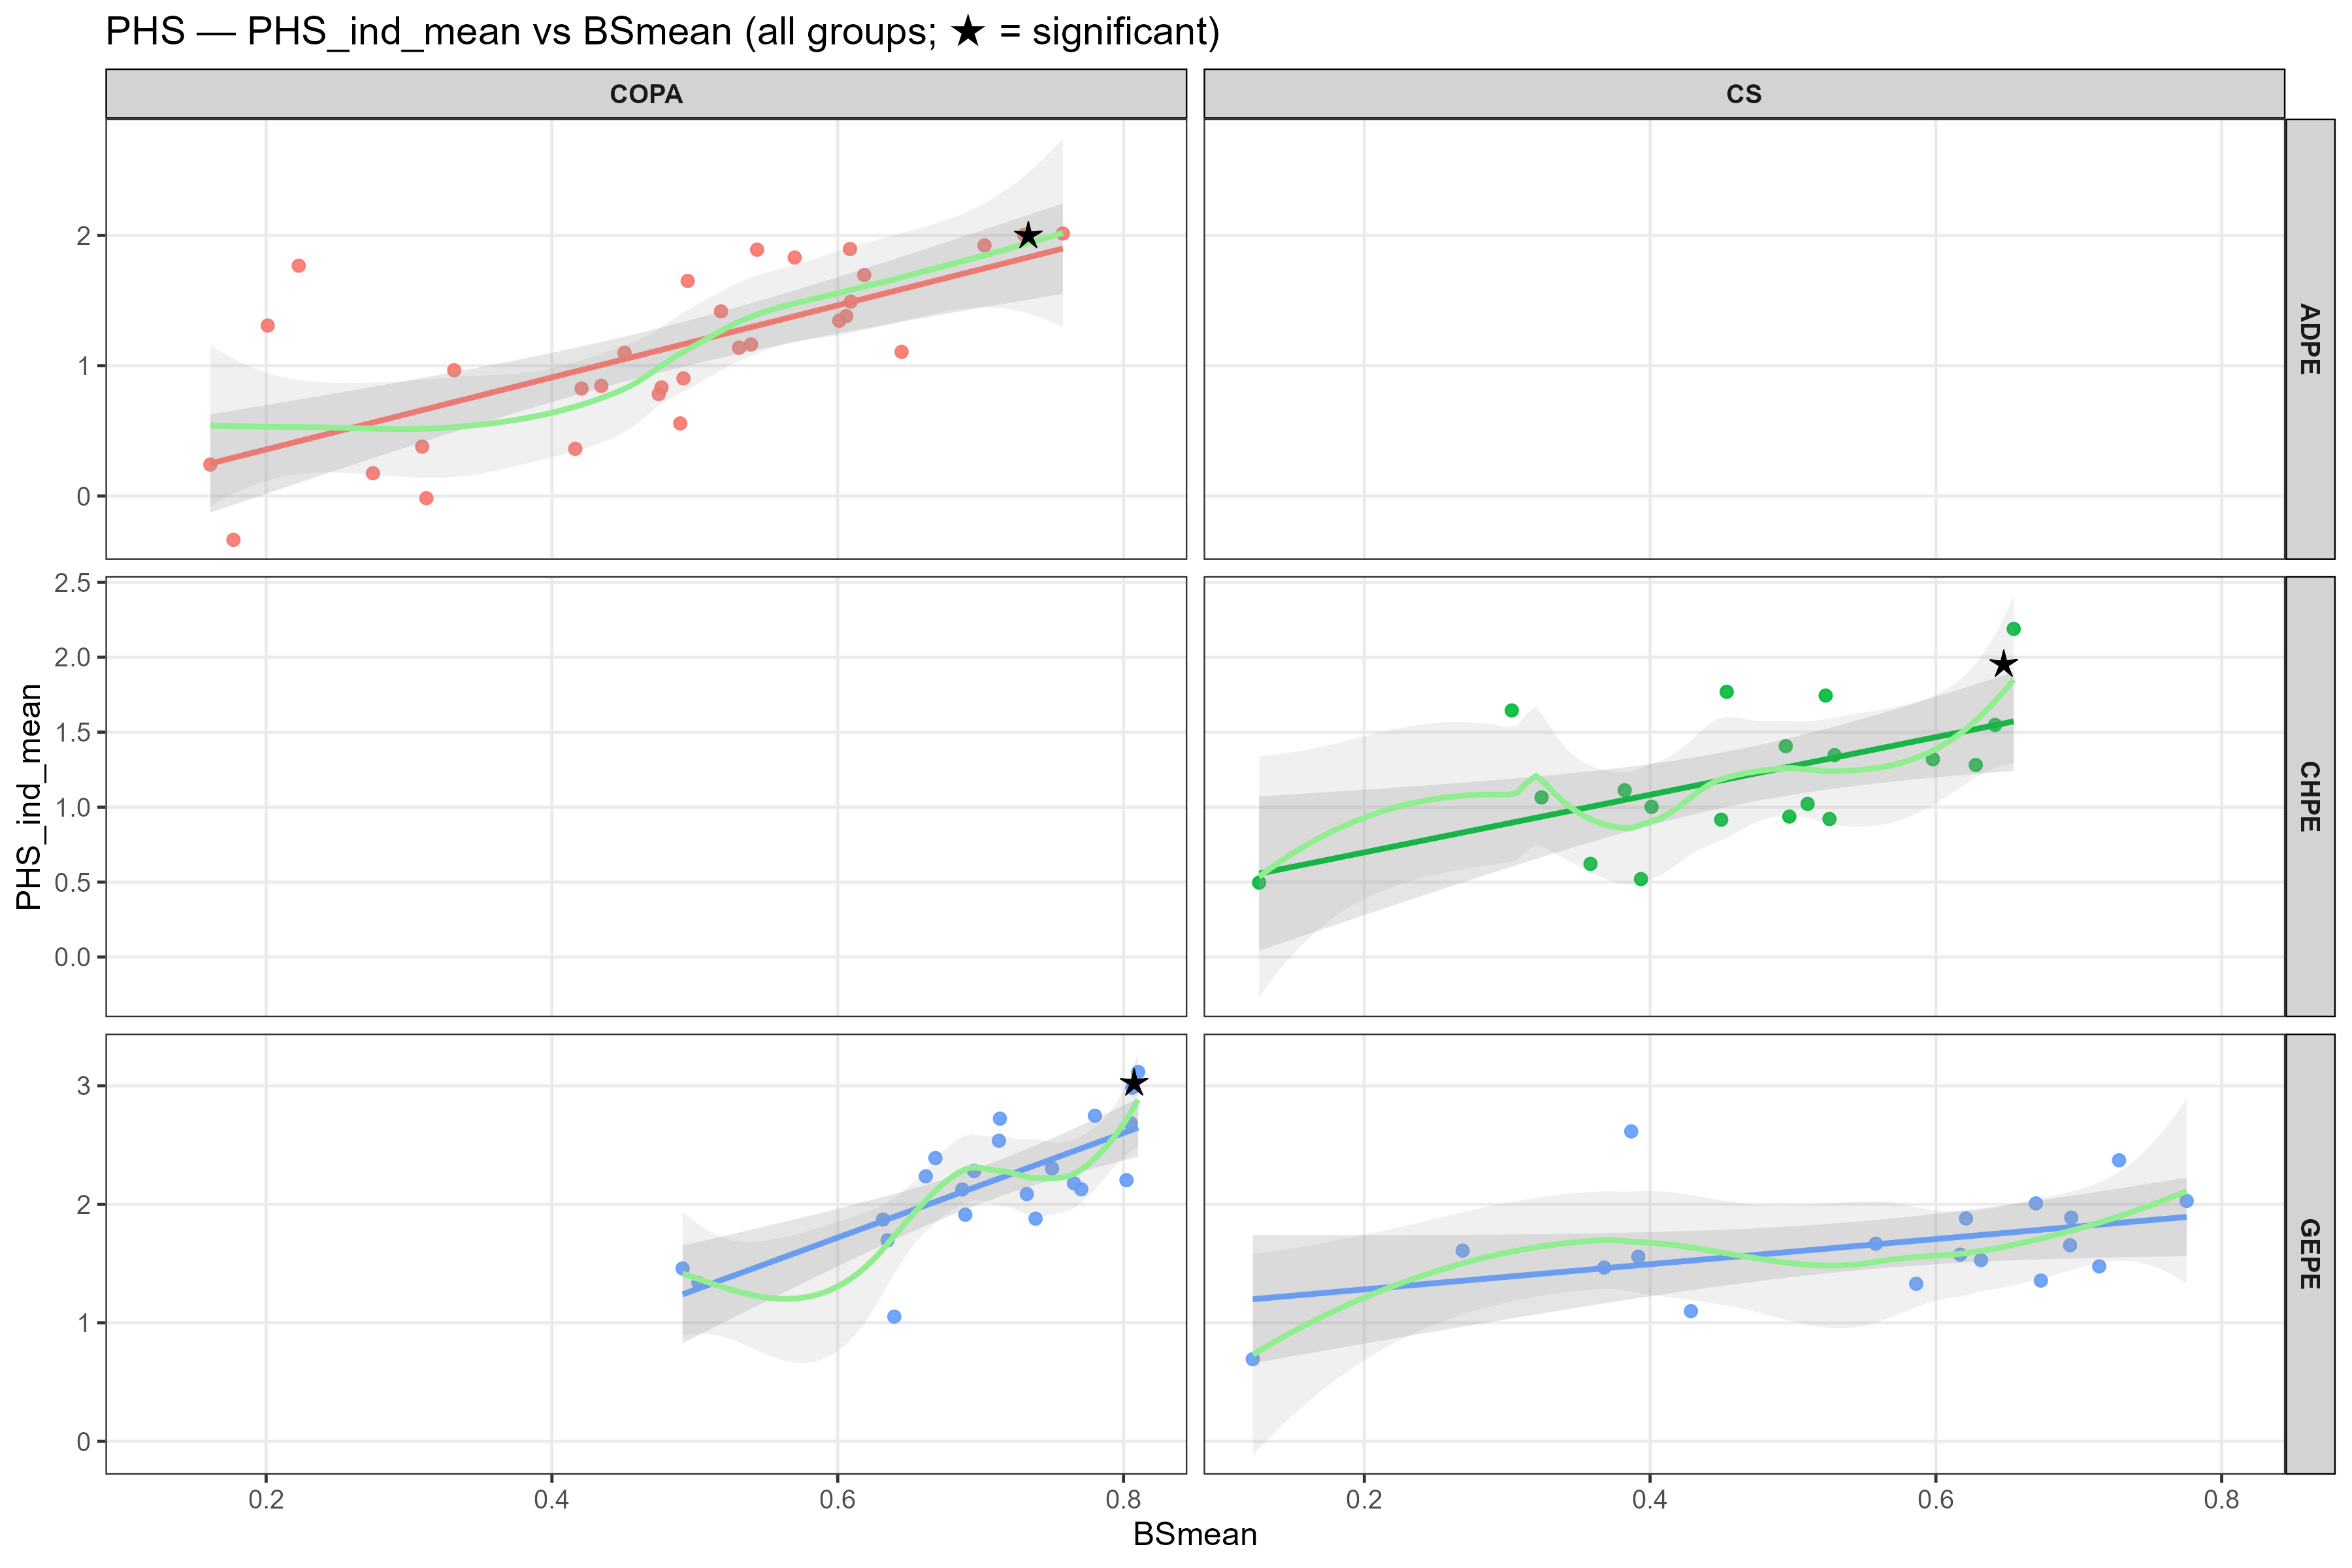 PHS — PHS_ind_mean vs BSmean (all groups; ★ = significant)
COPA
CS
2
1
0
ADPE
2.5
2.0
1.5
1.0
0.5
0.0
CHPE
PHS_ind_mean
3
2
1
0
GEPE
0.2 0.4 0.6 0.8
0.2 0.4 0.6 0.8
BSmean